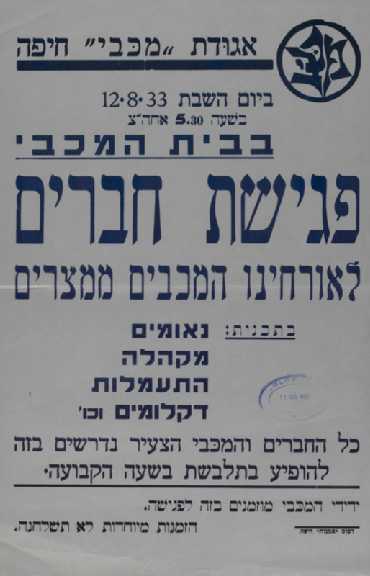 אגודת „מכבי" חיפה
ביום השבת 12·8·33
בשעה 5.30 אחה"צ
בבית המכבי
פגישת חברים
לאורחינו המכבים ממצרים
בתכנית: נאומים
מקהלה
התעמלות
דקלומים וכו'
כל החברים והמכבי הצעיר נדרשים בזה
להופיע בתלבשת בשעה הקבועה·
ידידי המכבי מוזמנים בזה לפגישה.
הזמנות מיוחדות לא תשלחנה.